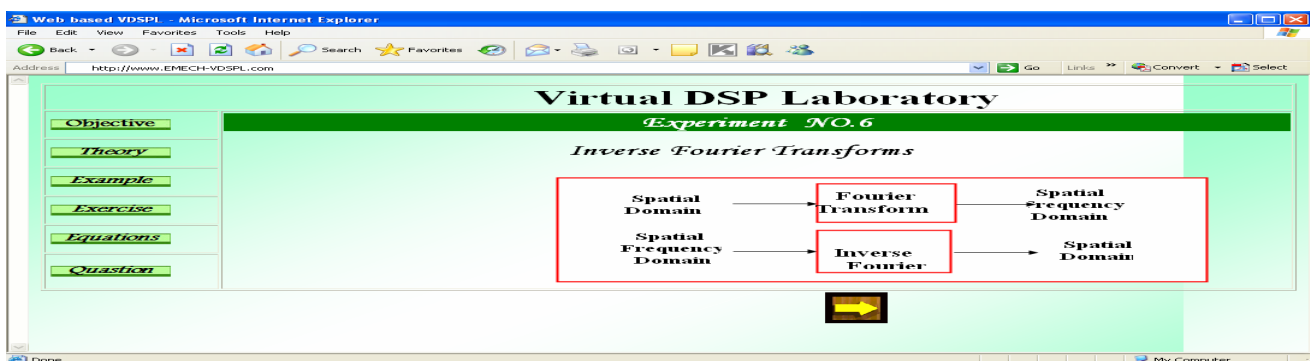 Web based VDSPL - Microsoft Internet Explorer
File Edit View Favorites Tools Help
Back Search Favorites
Address http://www.EMECH-VDSPL.com Go Links » Convert Select
Virtual DSP Laboratory
Objective
Experiment NO.6
Theory
Inverse Fourier Transforms
Example
Exercise
Equations
Quastion
Spatial
Domain
Fourier
Transform
Spatial
Frequency
Domain
Spatial
Frequency
Domain
Inverse
Fourier
Spatial
Domain
Done My Computer